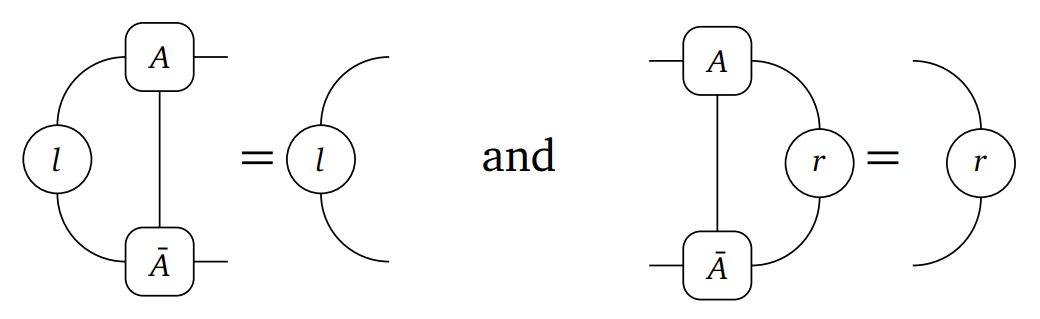 A A
l = l and r = r
Ā Ā